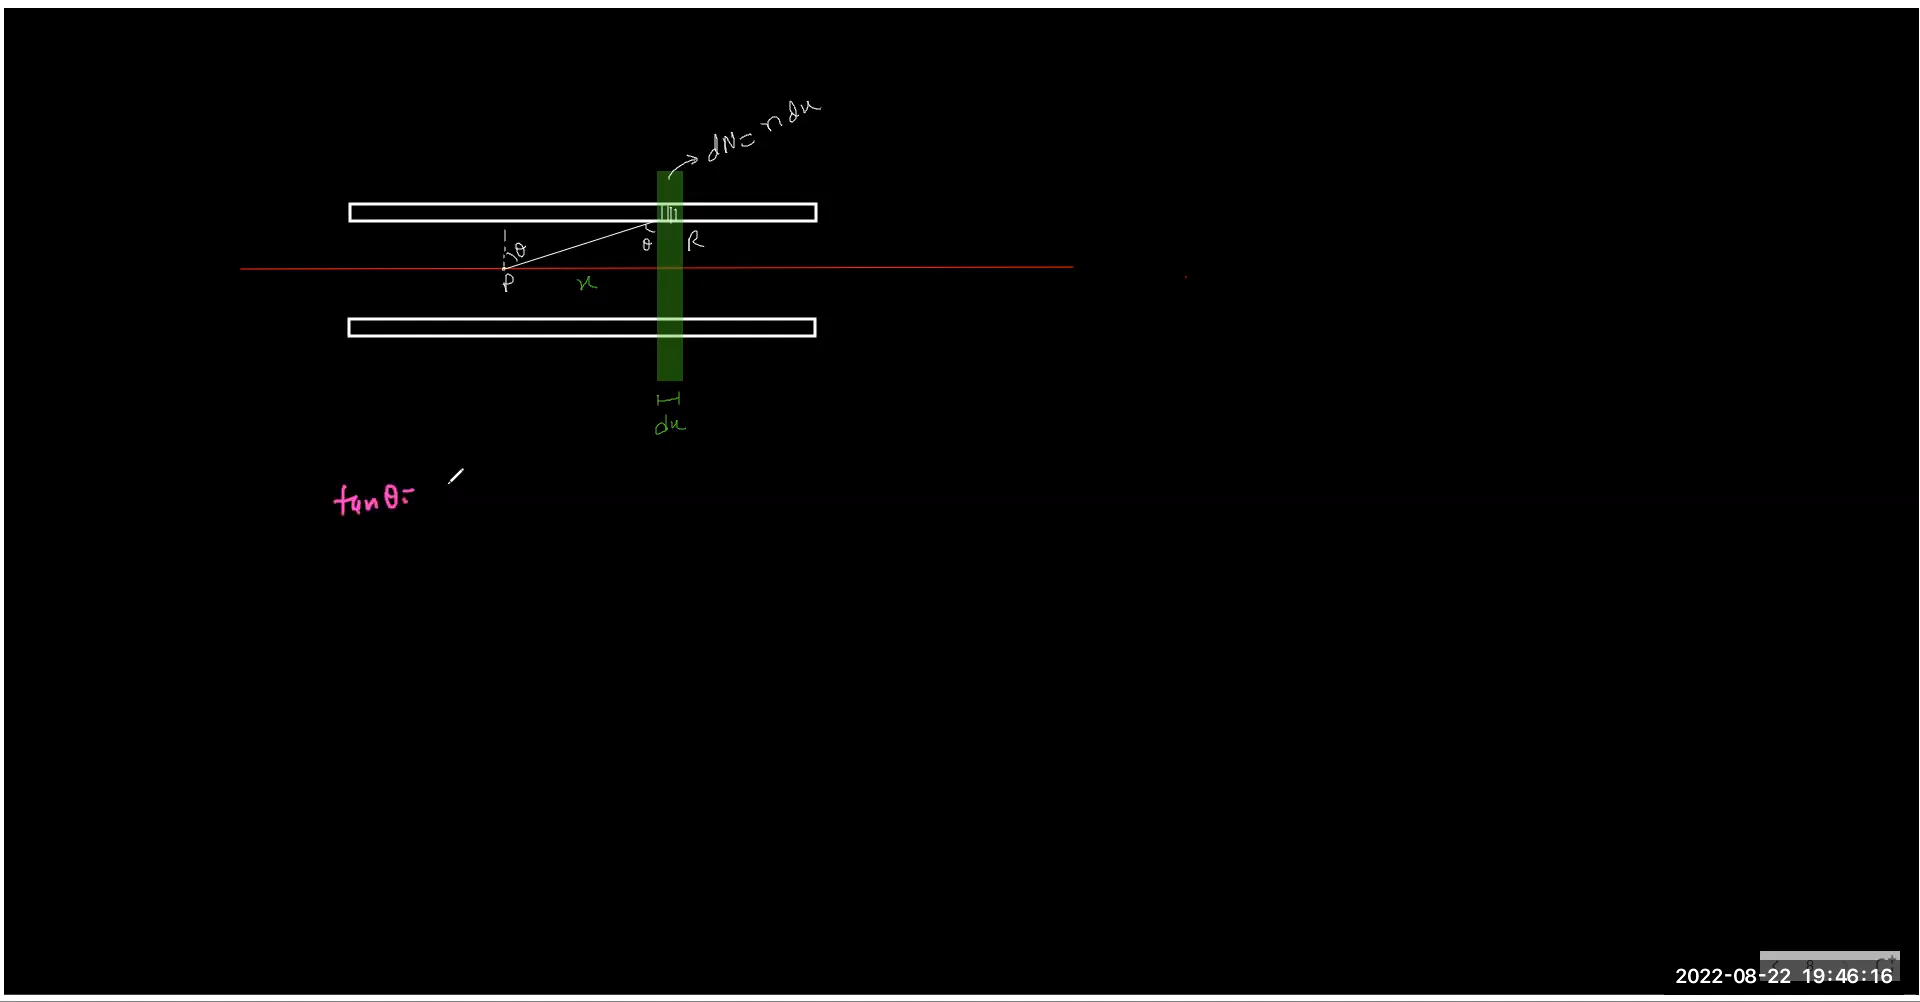 dN = n dx
θ
θ
R
P
x
dx
tanθ =
2022-08-22 19:46:16